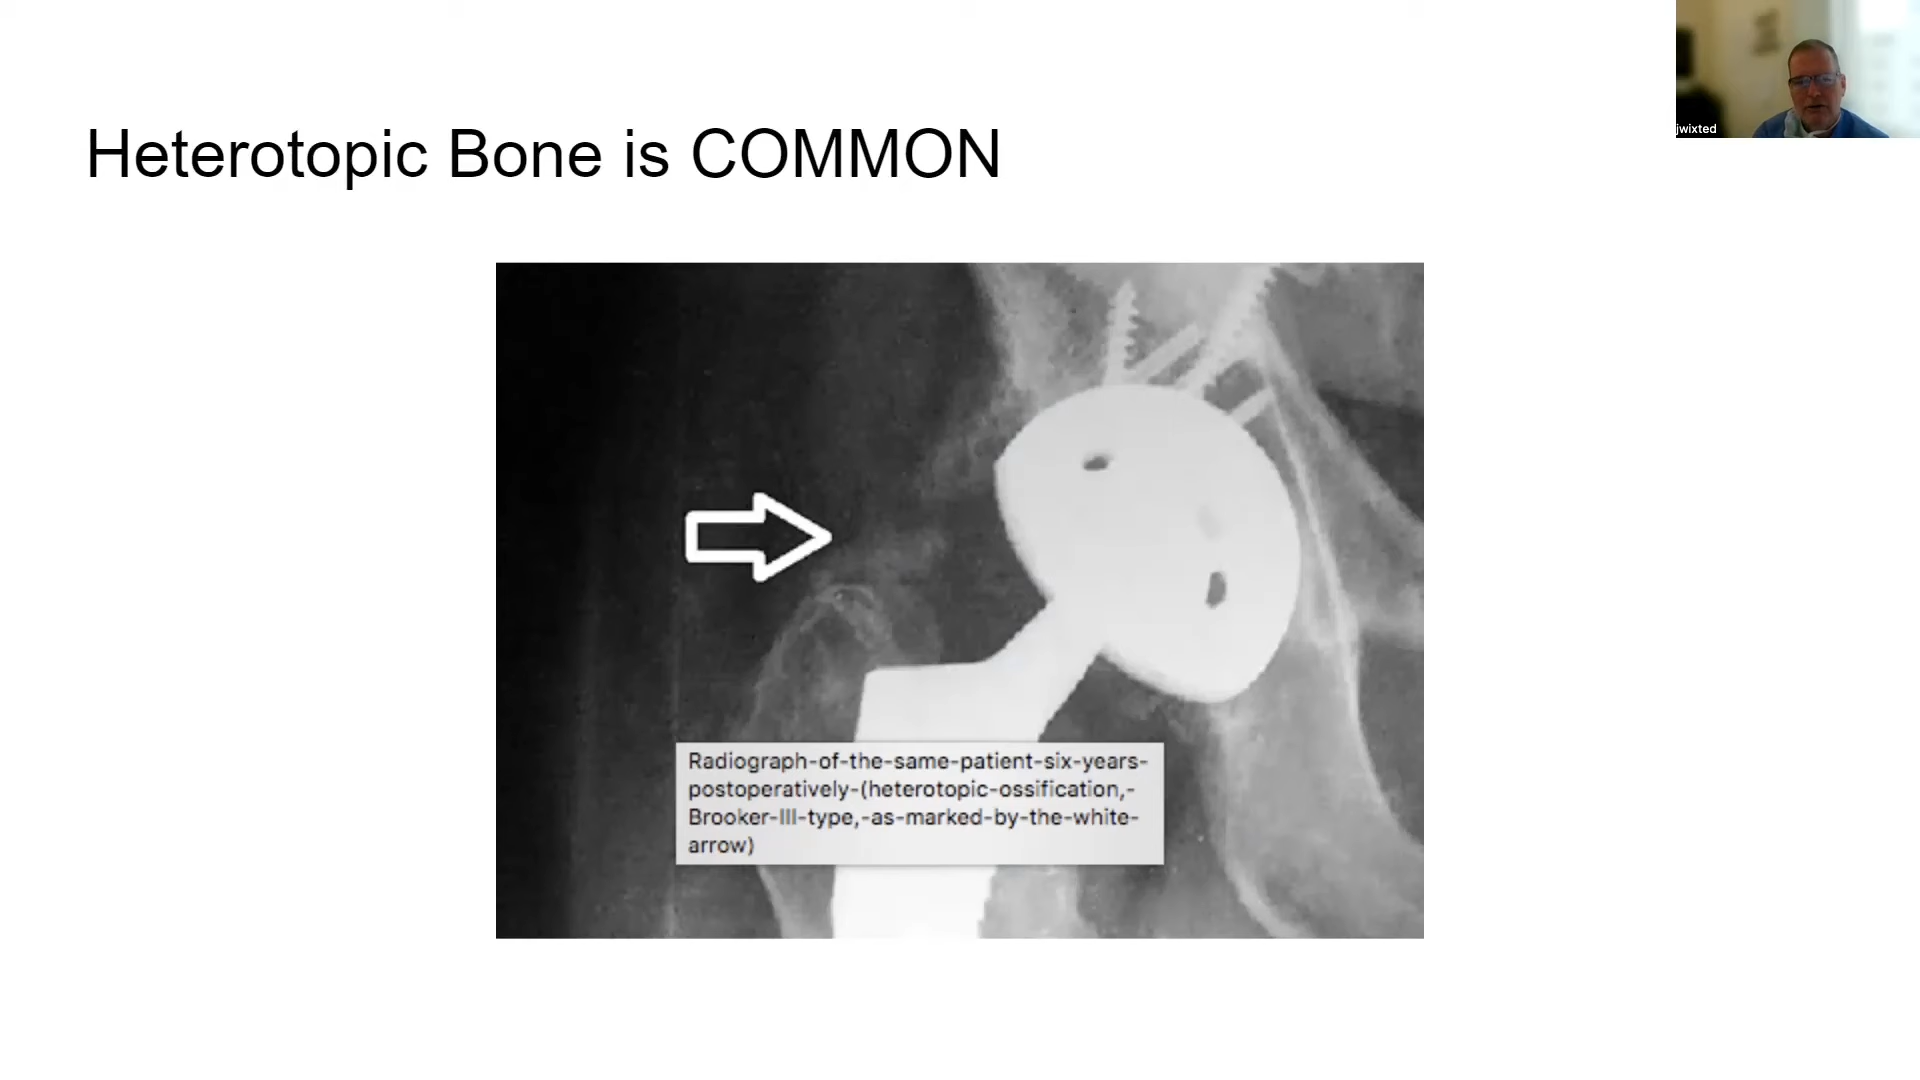 jwixted
Heterotopic Bone is COMMON
Radiograph-of-the-same-patient-six-years-
postoperatively-(heterotopic-ossification,-
Brooker-III-type,-as-marked-by-the-white-
arrow)